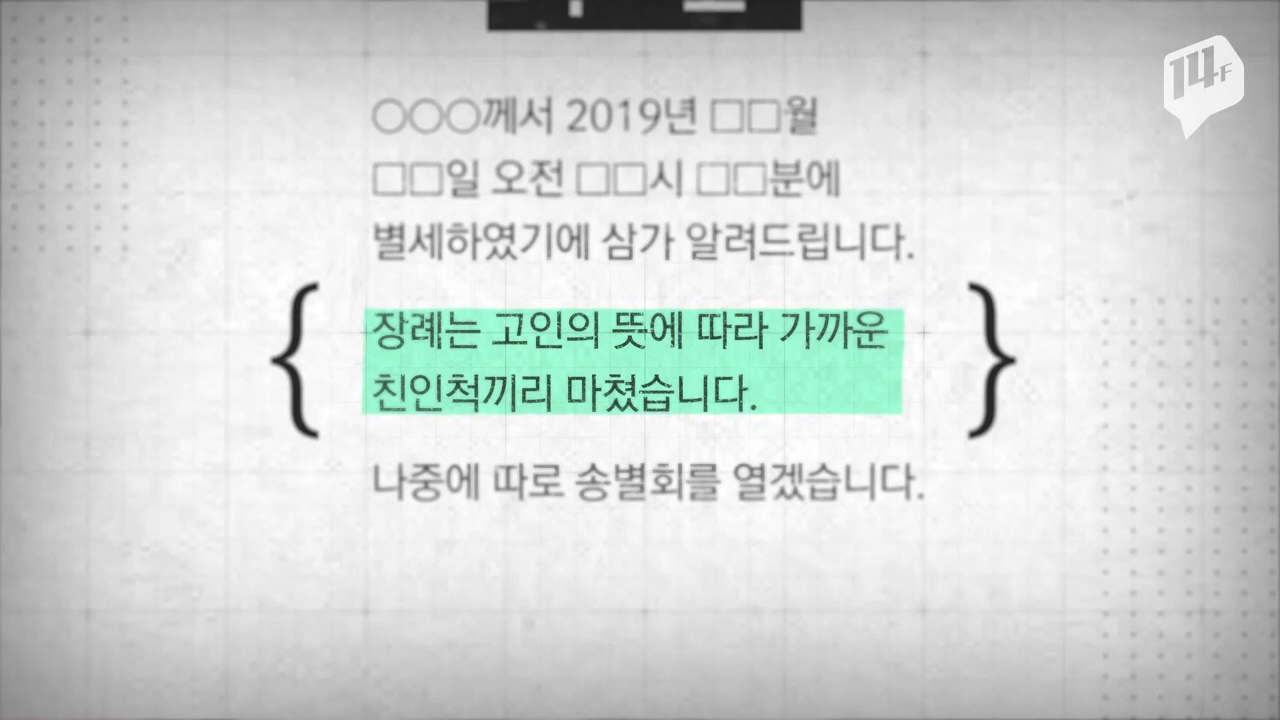 14F
○○○께서 2019년 □□월
□□일 오전 □□시 □□분에
별세하였기에 삼가 알려드립니다.
장례는 고인의 뜻에 따라 가까운
친인척끼리 마쳤습니다.
나중에 따로 송별회를 열겠습니다.